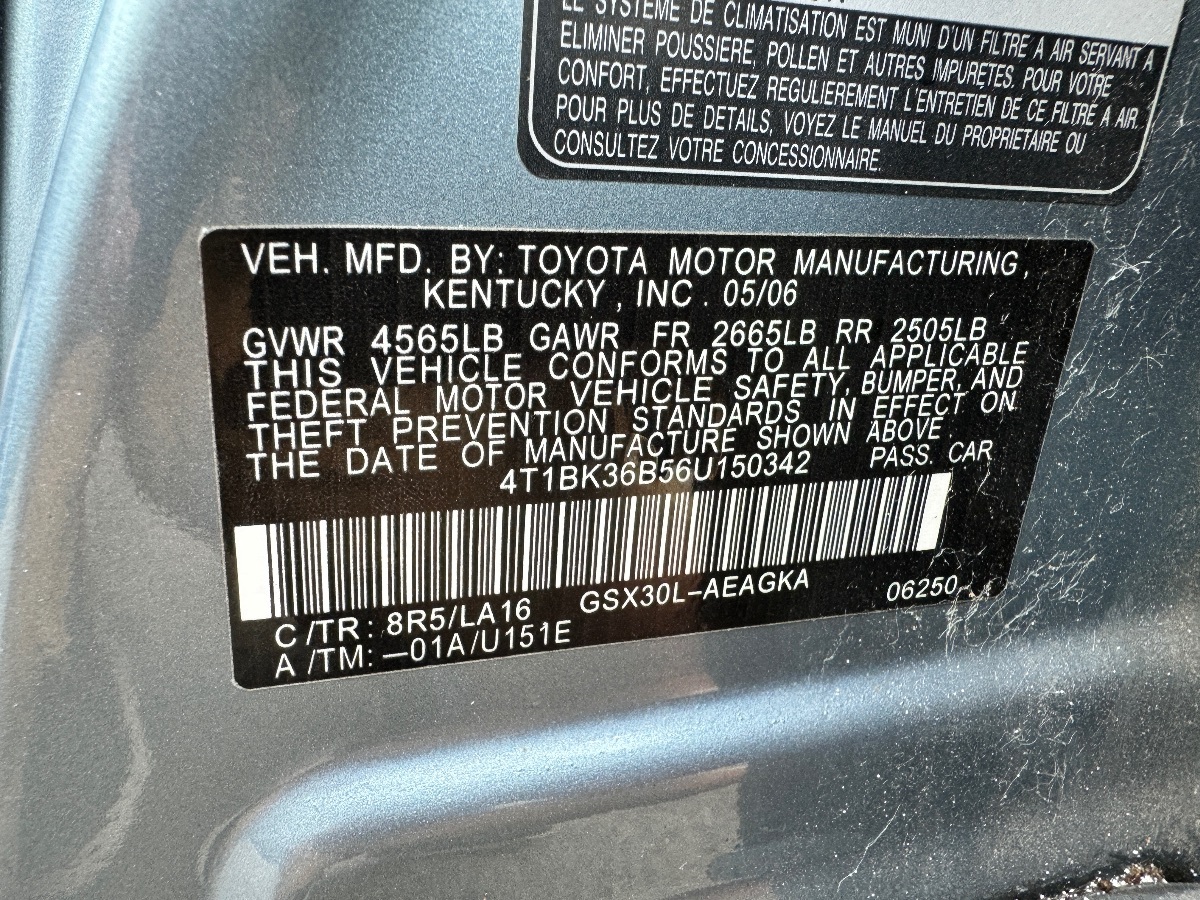 LE SYSTEME DE CLIMATISATION EST MUNI D'UN FILTRE A AIR SERVANT A
ELIMINER POUSSIERE, POLLEN ET AUTRES IMPURETES. POUR VOTRE
CONFORT, EFFECTUEZ REGULIEREMENT L'ENTRETIEN DE CE FILTRE A AIR.
POUR PLUS DE DETAILS, VOYEZ LE MANUEL DU PROPRIETAIRE OU
CONSULTEZ VOTRE CONCESSIONNAIRE.
VEH. MFD. BY: TOYOTA MOTOR MANUFACTURING,
KENTUCKY, INC. 05/06
GVWR 4565LB GAWR FR 2665LB RR 2505LB
THIS VEHICLE CONFORMS TO ALL APPLICABLE
FEDERAL MOTOR VEHICLE SAFETY, BUMPER, AND
THEFT PREVENTION STANDARDS IN EFFECT ON
THE DATE OF MANUFACTURE SHOWN ABOVE.
4T1BK36B56U150342 PASS. CAR
GSX30L-AEAGKA 06250
C/TR: 8R5/LA16
A/TM: -01A/U151E